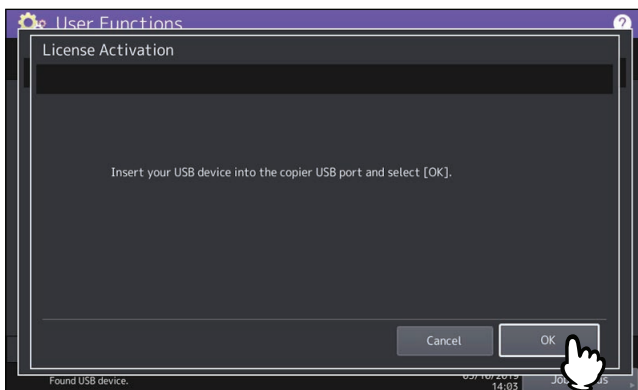 User Functions
?
License Activation
Insert your USB device into the copier USB port and select [OK].
Cancel
OK
Found USB device.
14:03